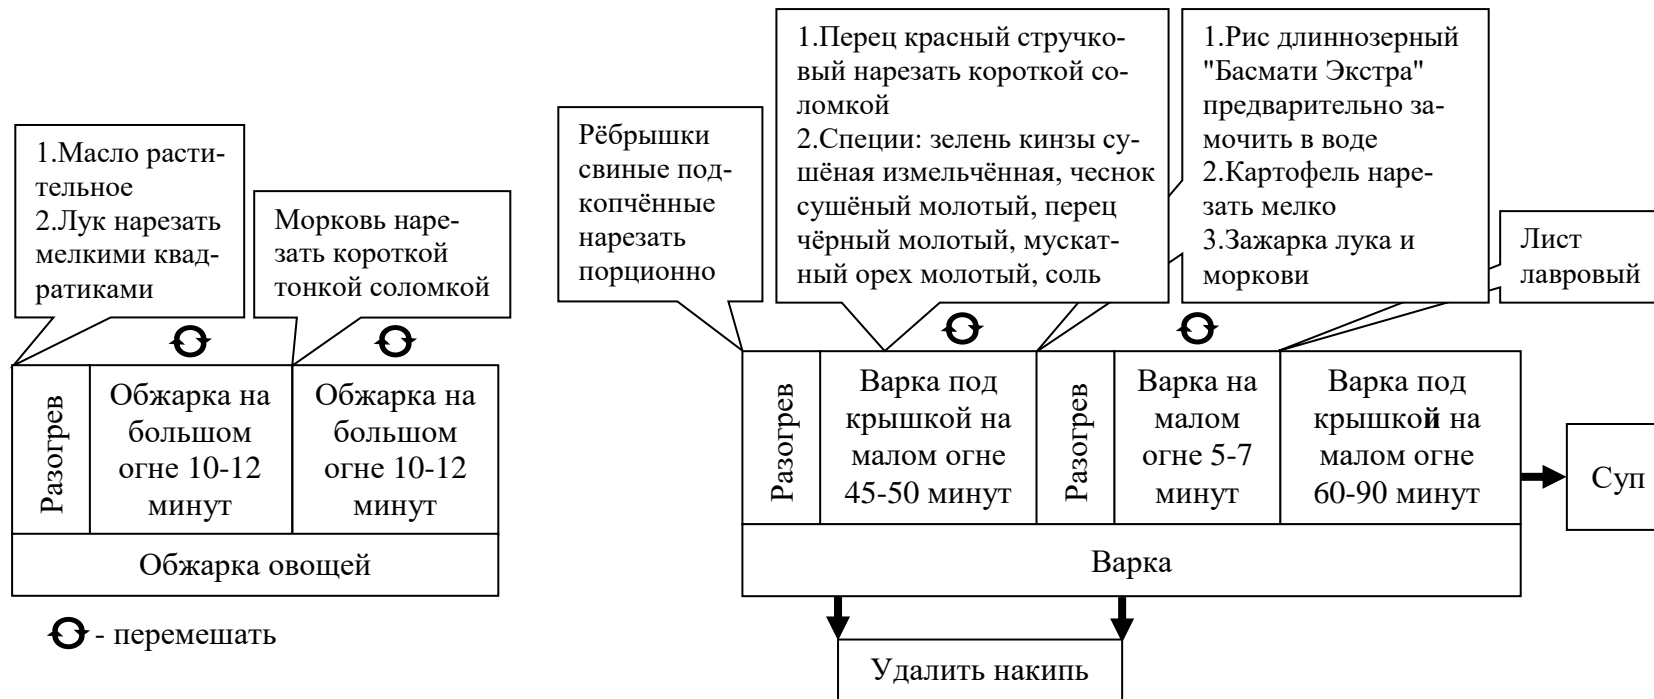 1.Масло расти-
тельное
2.Лук нарезать
мелкими квад-
ратиками
Морковь наре-
зать короткой
тонкой соломкой
Разогрев
Обжарка на
большом
огне 10-12
минут
Обжарка на
большом
огне 10-12
минут
Обжарка овощей
- перемешать
Рёбрышки
свиные под-
копчённые
нарезать
порционно
1.Перец красный стручко-
вый нарезать короткой со-
ломкой
2.Специи: зелень кинзы су-
шёная измельчённая, чеснок
сушёный молотый, перец
чёрный молотый, мускат-
ный орех молотый, соль
1.Рис длиннозерный
"Басмати Экстра"
предварительно за-
мочить в воде
2.Картофель наре-
зать мелко
3.Зажарка лука и
моркови
Лист
лавровый
Разогрев
Варка под
крышкой на
малом огне
45-50 минут
Разогрев
Варка на
малом
огне 5-7
минут
Варка под
крышкой на
малом огне
60-90 минут
Варка
Суп
Удалить накипь